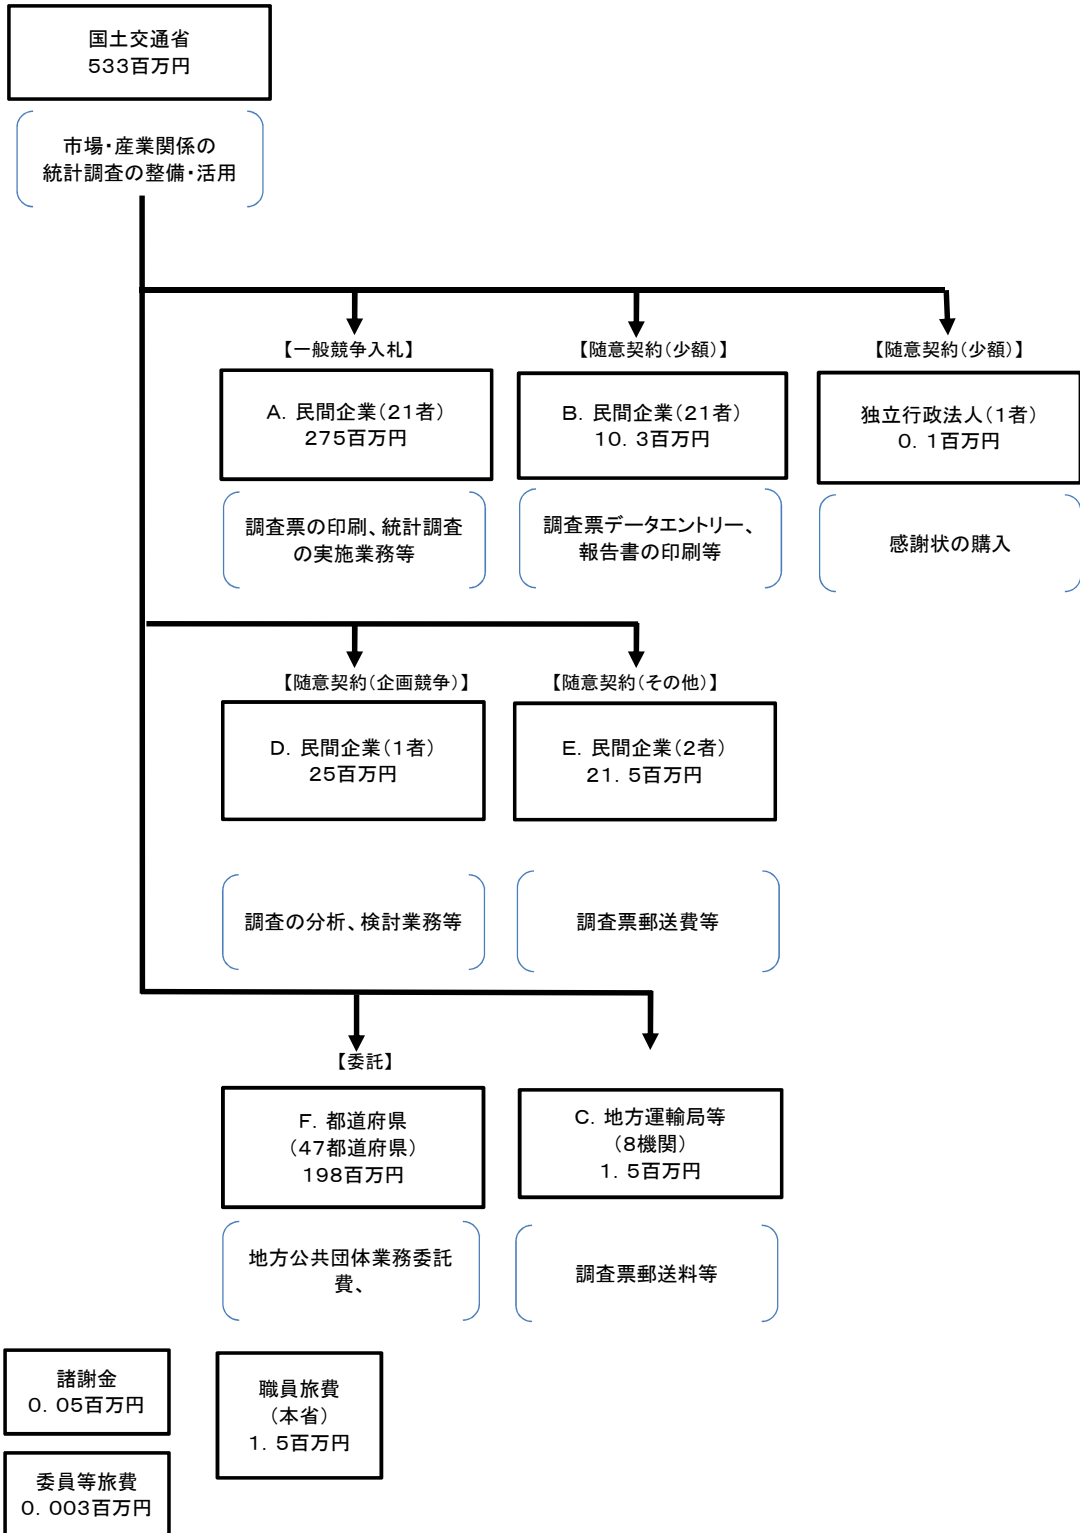 国土交通省
533百万円
市場・産業関係の
統計調査の整備・活用
【一般競争入札】
A. 民間企業(21者)
275百万円
調査票の印刷、統計調査
の実施業務等
【随意契約(少額)】
B. 民間企業(21者)
10. 3百万円
調査票データエントリー、
報告書の印刷等
【随意契約(少額)】
独立行政法人(1者)
0. 1百万円
感謝状の購入
【随意契約(企画競争)】
D. 民間企業(1者)
25百万円
調査の分析、検討業務等
【随意契約(その他)】
E. 民間企業(2者)
21. 5百万円
調査票郵送費等
【委託】
F. 都道府県
(47都道府県)
198百万円
地方公共団体業務委託
費、
C. 地方運輸局等
(8機関)
1. 5百万円
調査票郵送料等
諸謝金
0. 05百万円
職員旅費
(本省)
1. 5百万円
委員等旅費
0. 003百万円